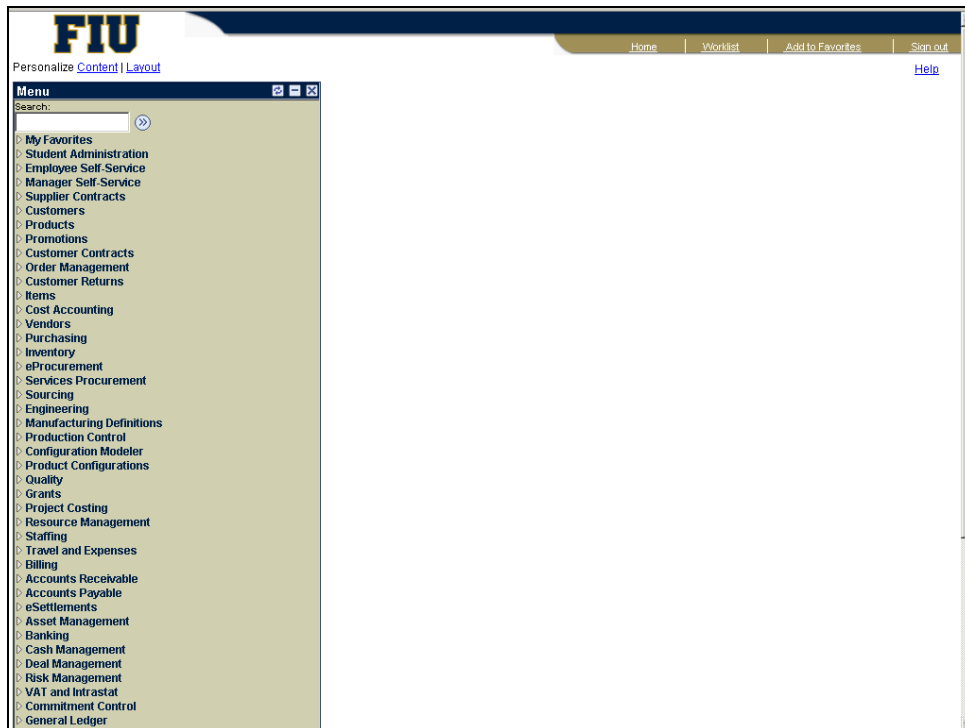 FIU
Home Worklist Add to Favorites Sign out
Personalize Content | Layout
Help
Menu
Search:
My Favorites
Student Administration
Employee Self-Service
Manager Self-Service
Supplier Contracts
Customers
Products
Promotions
Customer Contracts
Order Management
Customer Returns
Items
Cost Accounting
Vendors
Purchasing
Inventory
eProcurement
Services Procurement
Sourcing
Engineering
Manufacturing Definitions
Production Control
Configuration Modeler
Product Configurations
Quality
Grants
Project Costing
Resource Management
Staffing
Travel and Expenses
Billing
Accounts Receivable
Accounts Payable
eSettlements
Asset Management
Banking
Cash Management
Deal Management
Risk Management
VAT and Intrastat
Commitment Control
General Ledger